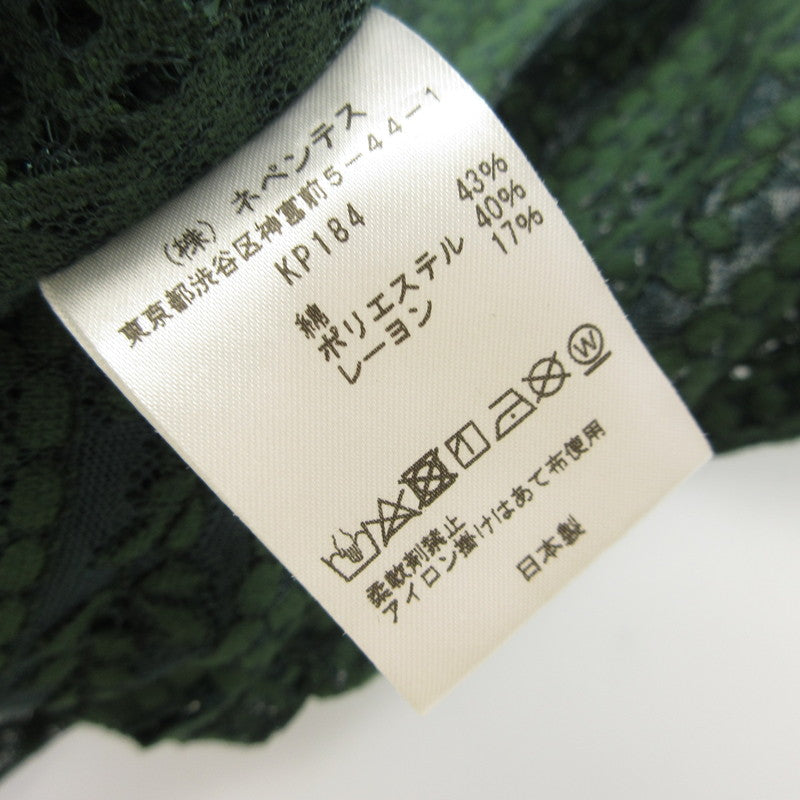 （株）ネペンテス
東京都渋谷区神宮前5-44-1
KP184
綿 43%
ポリエステル 40%
レーヨン 17%
W
柔軟剤禁止
アイロン掛けはあて布使用
日本製